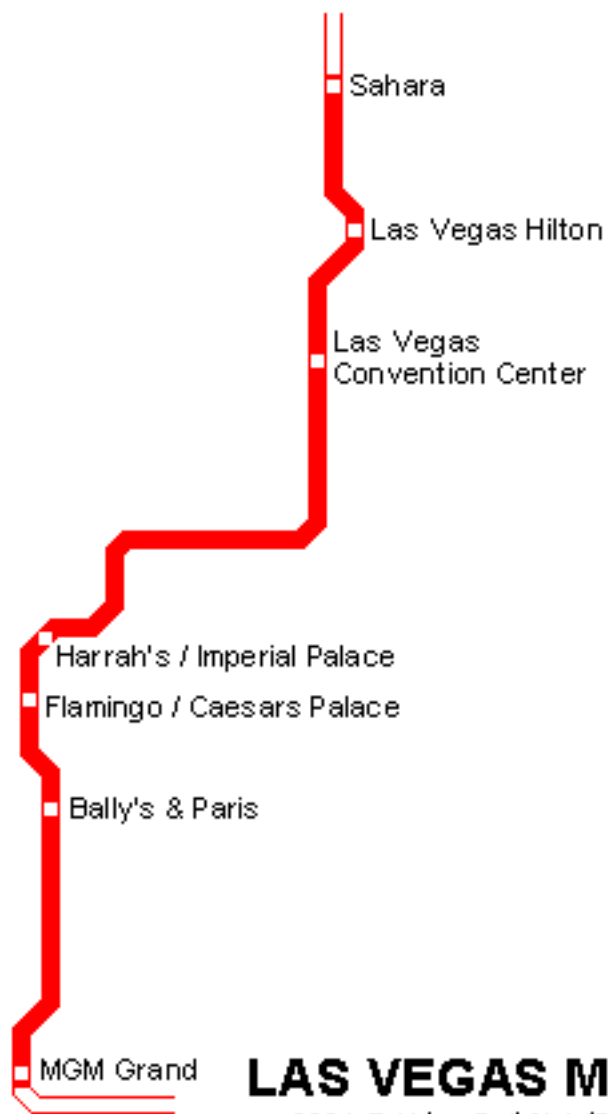 Sahara
Las Vegas Hilton
Las Vegas
Convention Center
Harrah's / Imperial Palace
Flamingo / Caesars Palace
Bally's & Paris
MGM Grand
LAS VEGAS M